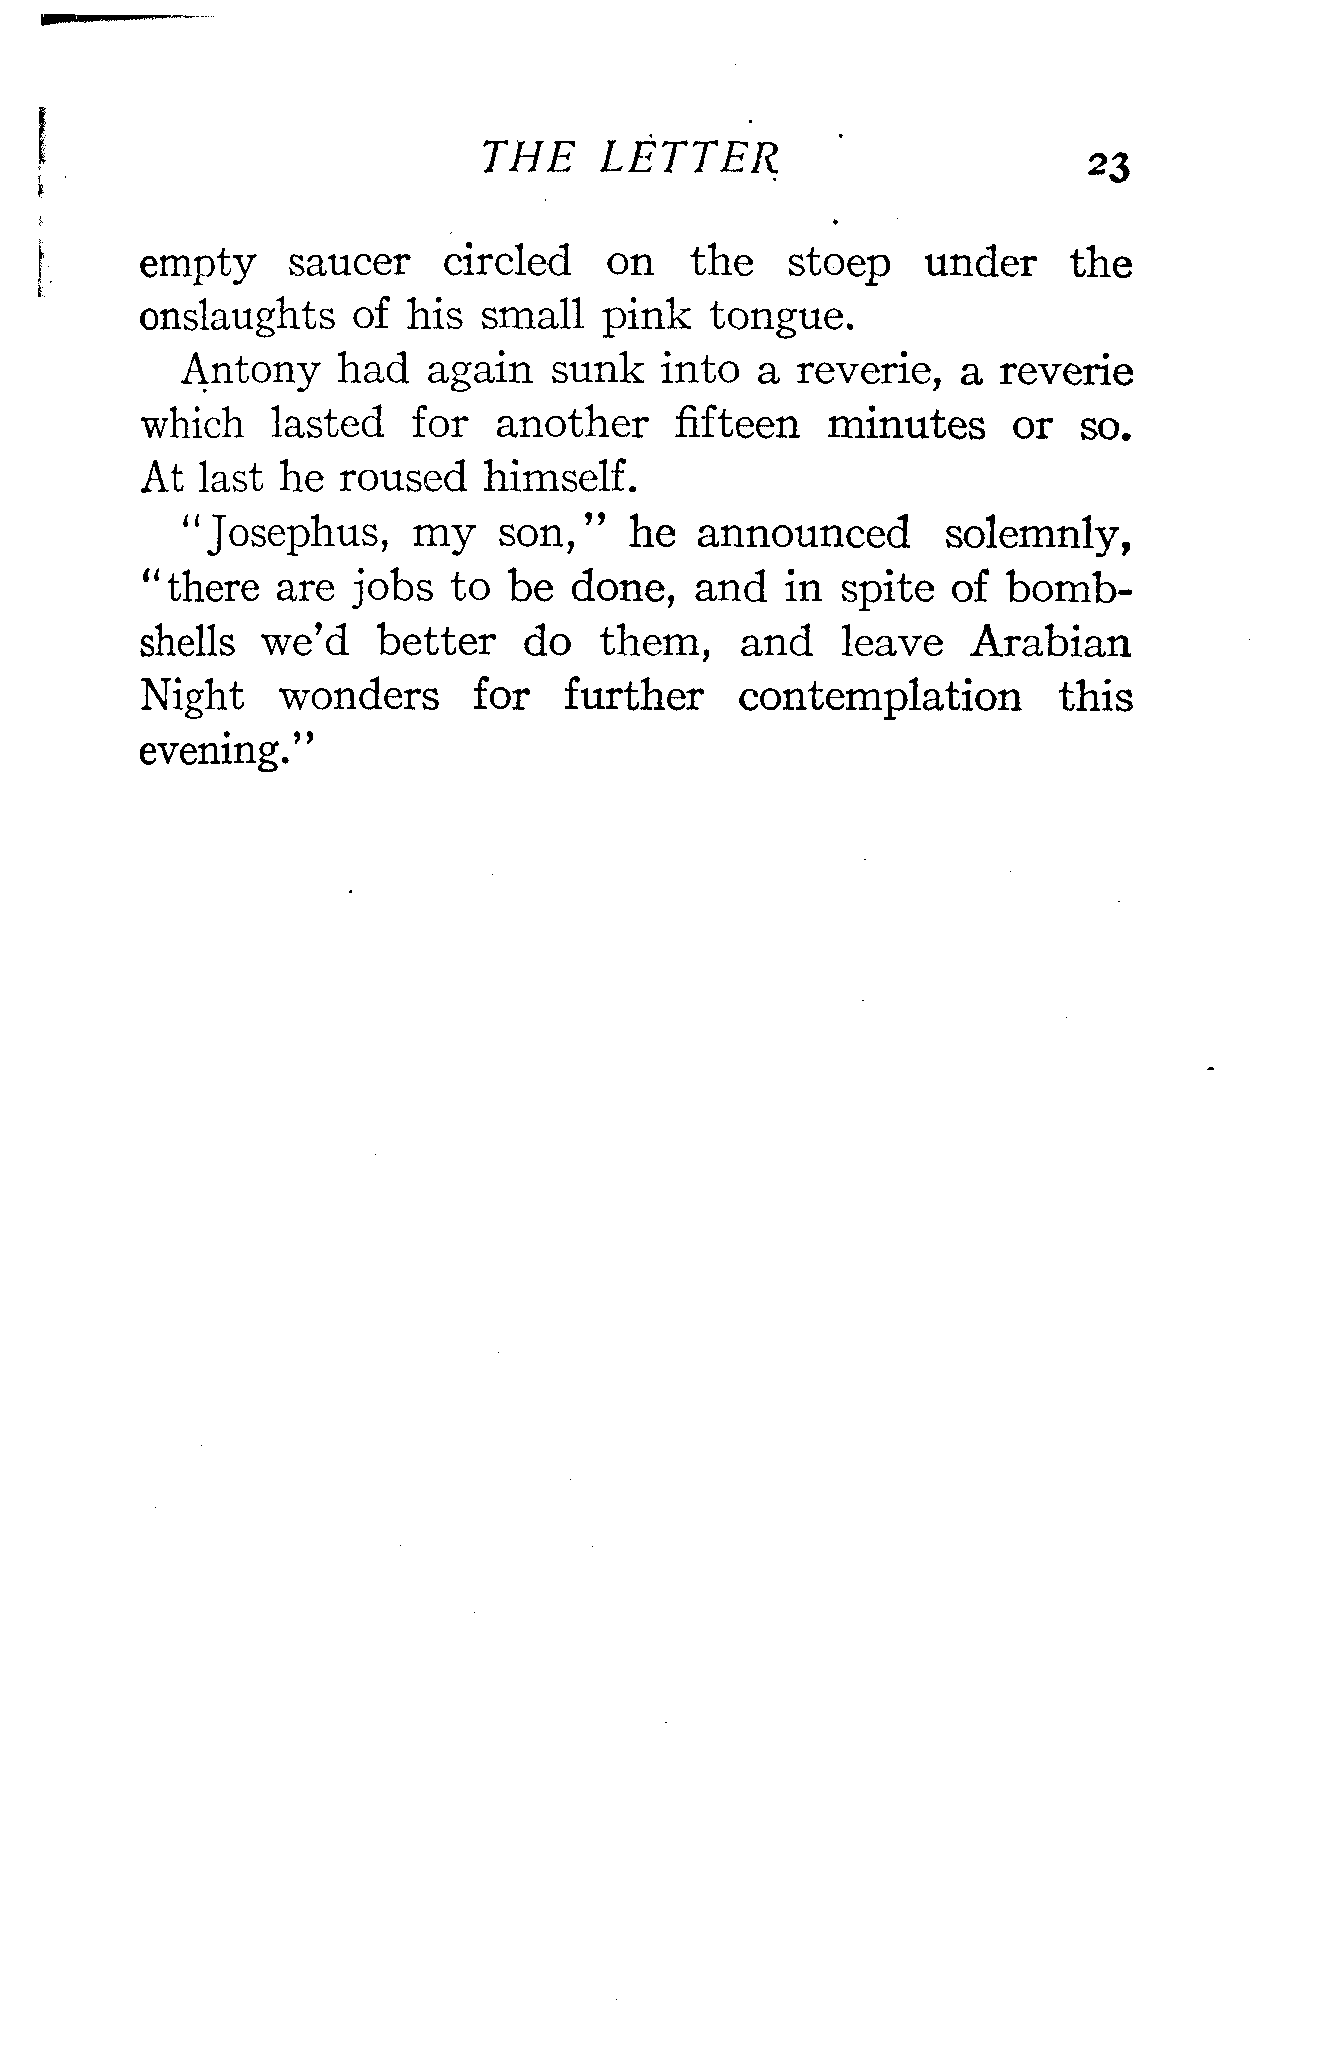 THE LETTER 23
empty saucer circled on the stoep under the
onslaughts of his small pink tongue.
Antony had again sunk into a reverie, a reverie
which lasted for another fifteen minutes or so.
At last he roused himself.
"Josephus, my son," he announced solemnly,
"there are jobs to be done, and in spite of bomb-
shells we'd better do them, and leave Arabian
Night wonders for further contemplation this
evening."